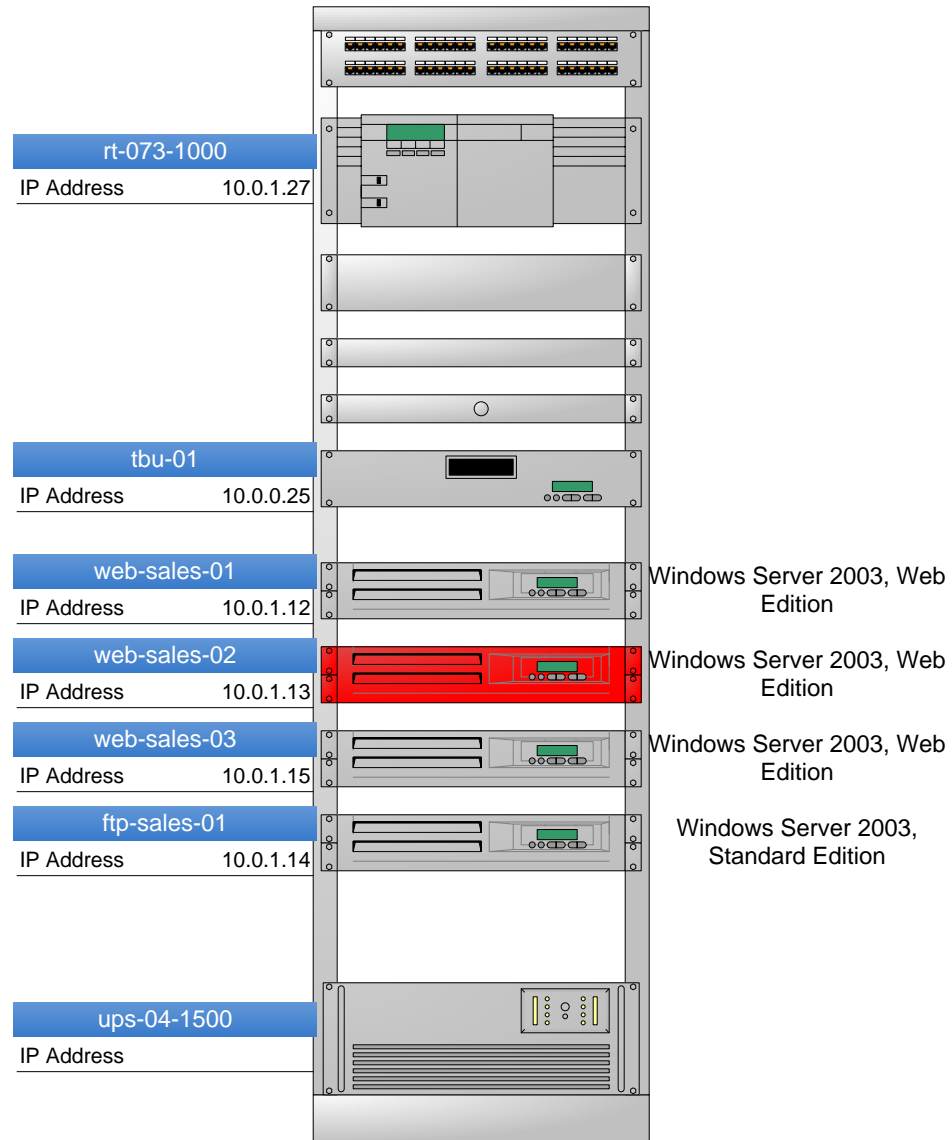 rt-073-1000
IP Address 10.0.1.27
tbu-01
IP Address 10.0.0.25
web-sales-01
IP Address 10.0.1.12
Windows Server 2003, Web
Edition
web-sales-02
IP Address 10.0.1.13
Windows Server 2003, Web
Edition
web-sales-03
IP Address 10.0.1.15
Windows Server 2003, Web
Edition
ftp-sales-01
IP Address 10.0.1.14
Windows Server 2003,
Standard Edition
ups-04-1500
IP Address